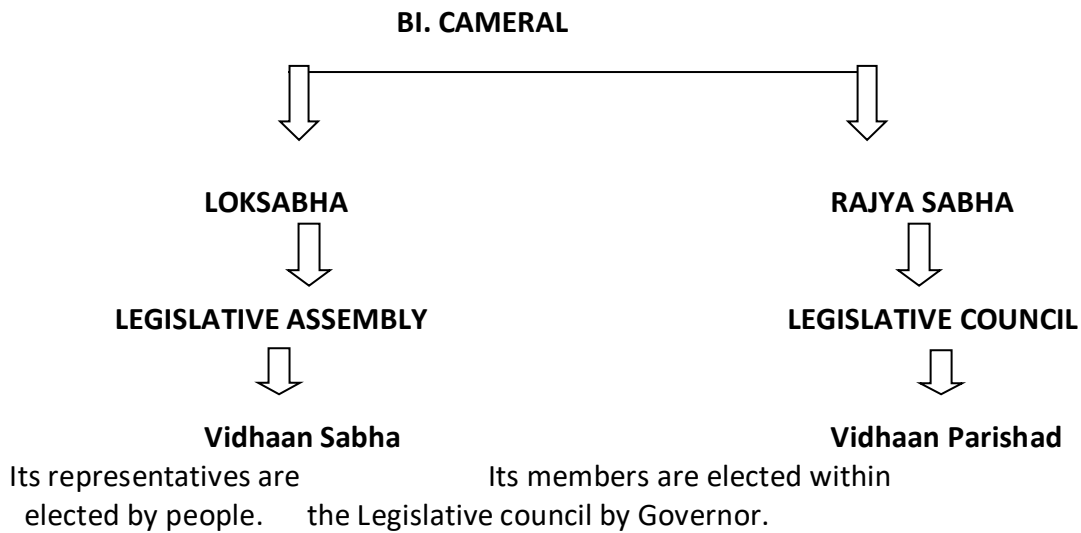 BI. CAMERAL
LOKSABHA RAJYA SABHA
LEGISLATIVE ASSEMBLY LEGISLATIVE COUNCIL
Vidhaan Sabha Vidhaan Parishad
Its representatives are Its members are elected within
elected by people. the Legislative council by Governor.